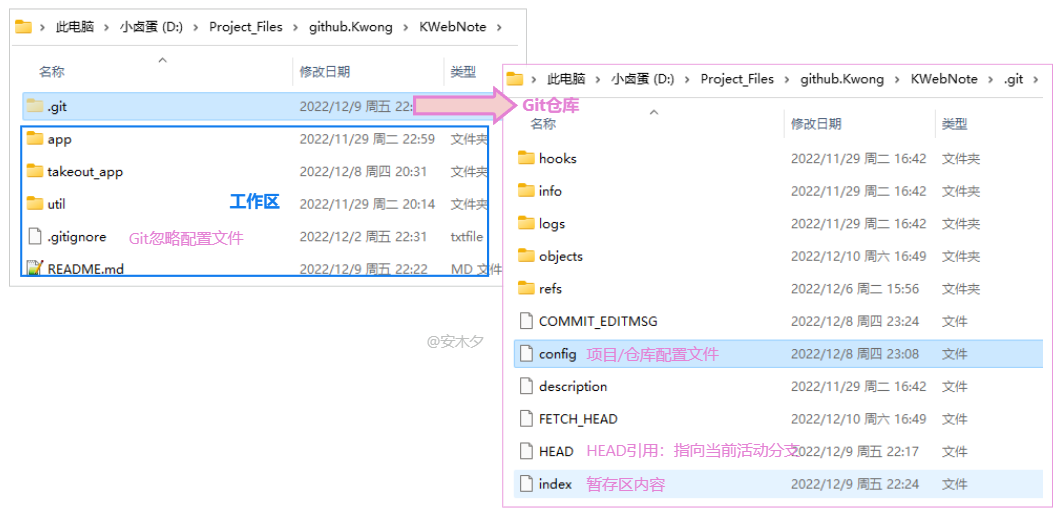 此电脑 › 小卤蛋 (D:) › Project_Files › github.Kwong › KWebNote ›
名称 修改日期 类型
.git 2022/12/9 周五 22:
app 2022/11/29 周二 22:59 文件夹
takeout_app 2022/12/8 周四 20:31 文件夹
util 工作区 2022/11/29 周二 20:14 文件夹
.gitignore Git忽略配置文件 2022/12/2 周五 22:31 txtfile
README.md 2022/12/9 周五 22:22 MD 文件
@安木夕
› 此电脑 › 小卤蛋 (D:) › Project_Files › github.Kwong › KWebNote › .git ›
Git仓库
名称 修改日期 类型
hooks 2022/11/29 周二 16:42 文件夹
info 2022/11/29 周二 16:42 文件夹
logs 2022/11/29 周二 16:42 文件夹
objects 2022/12/10 周六 16:49 文件夹
refs 2022/12/6 周二 15:56 文件夹
COMMIT_EDITMSG 2022/12/8 周四 23:24 文件
config 项目/仓库配置文件 2022/12/8 周四 23:08 文件
description 2022/11/29 周二 16:42 文件
FETCH_HEAD 2022/12/10 周六 16:49 文件
HEAD HEAD引用：指向当前活动分支 2022/12/9 周五 22:17 文件
index 暂存区内容 2022/12/9 周五 22:24 文件